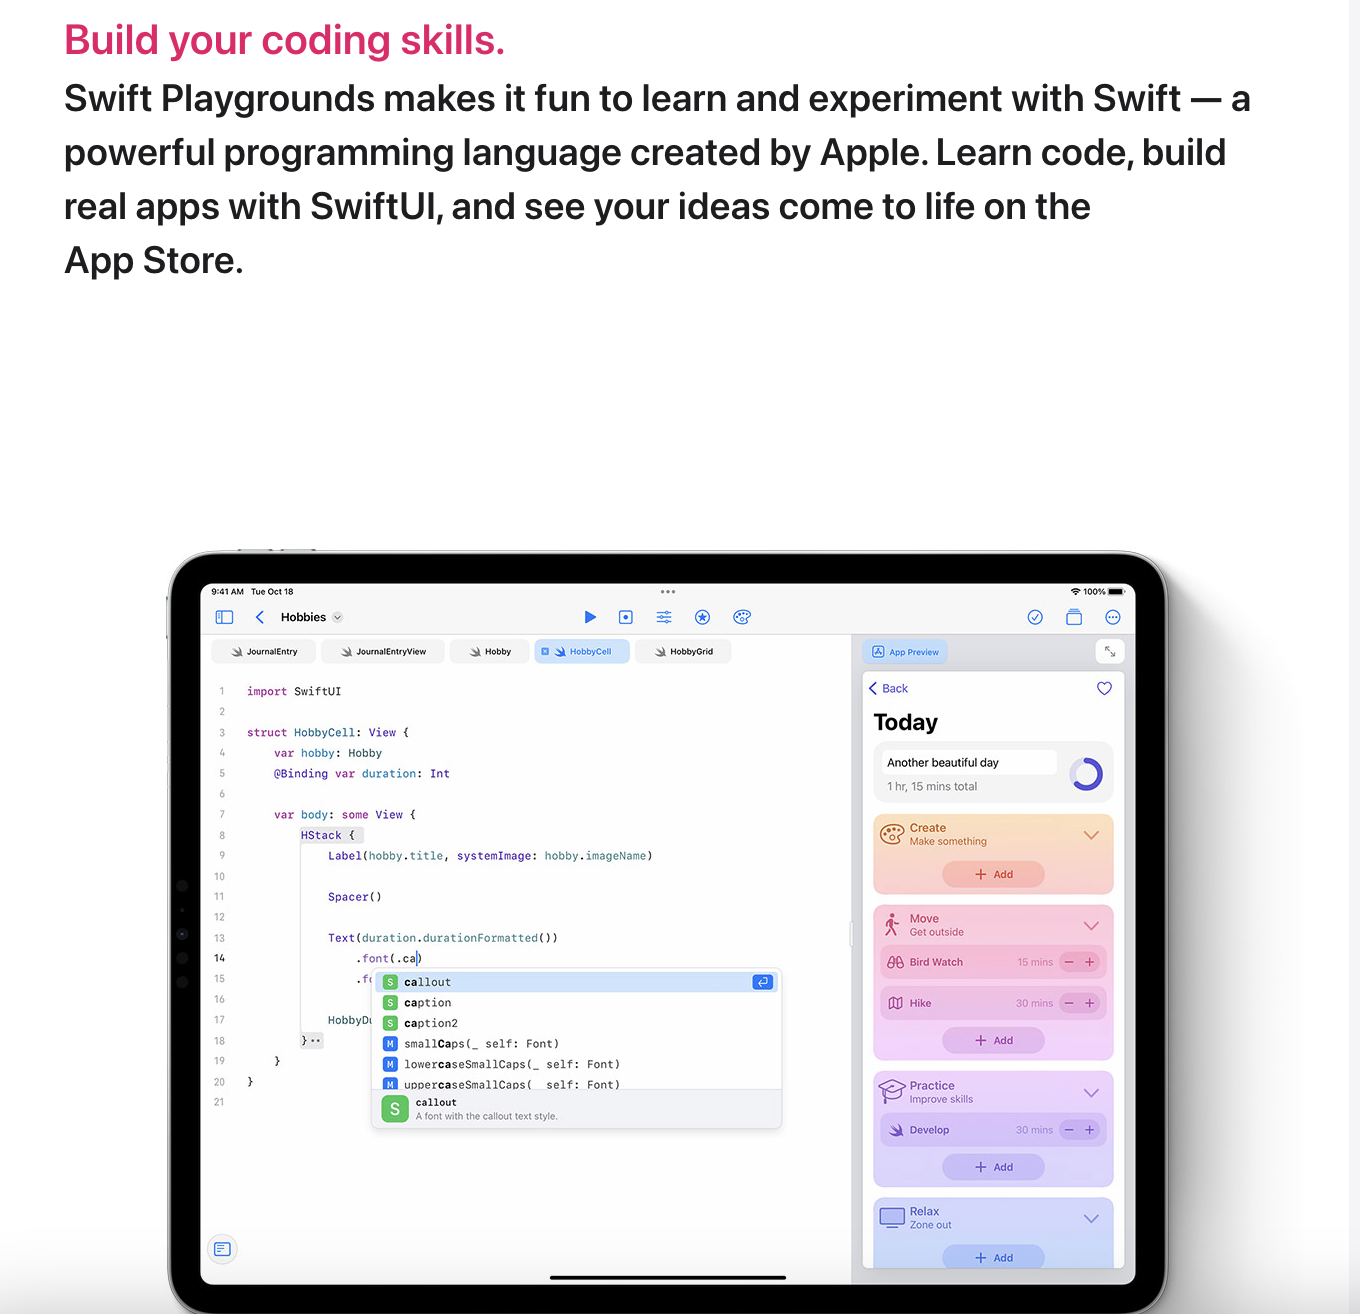 Build your coding skills.
Swift Playgrounds makes it fun to learn and experiment with Swift — a
powerful programming language created by Apple. Learn code, build
real apps with SwiftUI, and see your ideas come to life on the
App Store.
9:41 AM Tue Oct 18
100%
Hobbies
JournalEntry JournalEntryView Hobby HobbyCell HobbyGrid
1 import SwiftUI
2
3 struct HobbyCell: View {
4 var hobby: Hobby
5 @Binding var duration: Int
6
7 var body: some View {
8 HStack {
9 Label(hobby.title, systemImage: hobby.imageName)
10
11 Spacer()
12
13 Text(duration.durationFormatted())
14 .font(.ca)
15 .fo
16
17 HobbyDu
18 }
19 }
20 }
21
S callout
S caption
S caption2
M smallCaps(_ self: Font)
M lowercaseSmallCaps(_ self: Font)
M uppercaseSmallCaps(_ self: Font)
S callout
A font with the callout text style.
App Preview
Back
Today
Another beautiful day
1 hr, 15 mins total
Create
Make something
+ Add
Move
Get outside
Bird Watch 15 mins − +
Hike 30 mins − +
+ Add
Practice
Improve skills
Develop 30 mins − +
+ Add
Relax
Zone out
+ Add